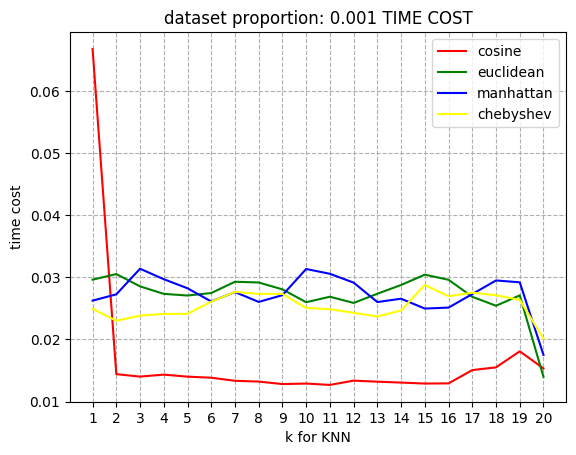 dataset proportion: 0.001 TIME COST
cosine
euclidean
manhattan
chebyshev
0.06
0.05
0.04
0.03
0.02
0.01
time cost
1 2 3 4 5 6 7 8 9 10 11 12 13 14 15 16 17 18 19 20
k for KNN